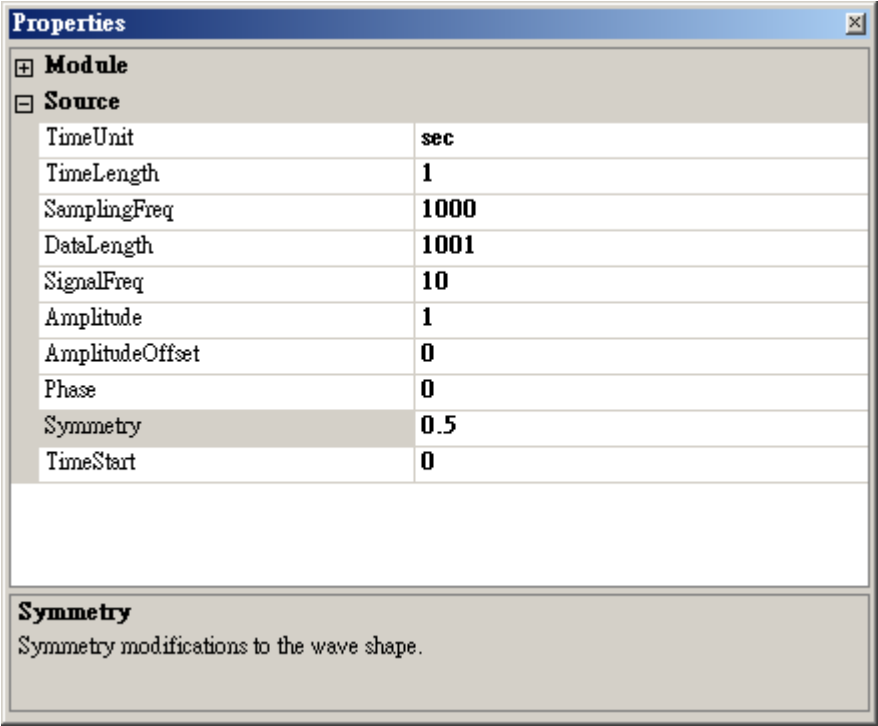 Properties
Module
Source
TimeUnit sec
TimeLength 1
SamplingFreq 1000
DataLength 1001
SignalFreq 10
Amplitude 1
AmplitudeOffset 0
Phase 0
Symmetry 0.5
TimeStart 0
Symmetry
Symmetry modifications to the wave shape.